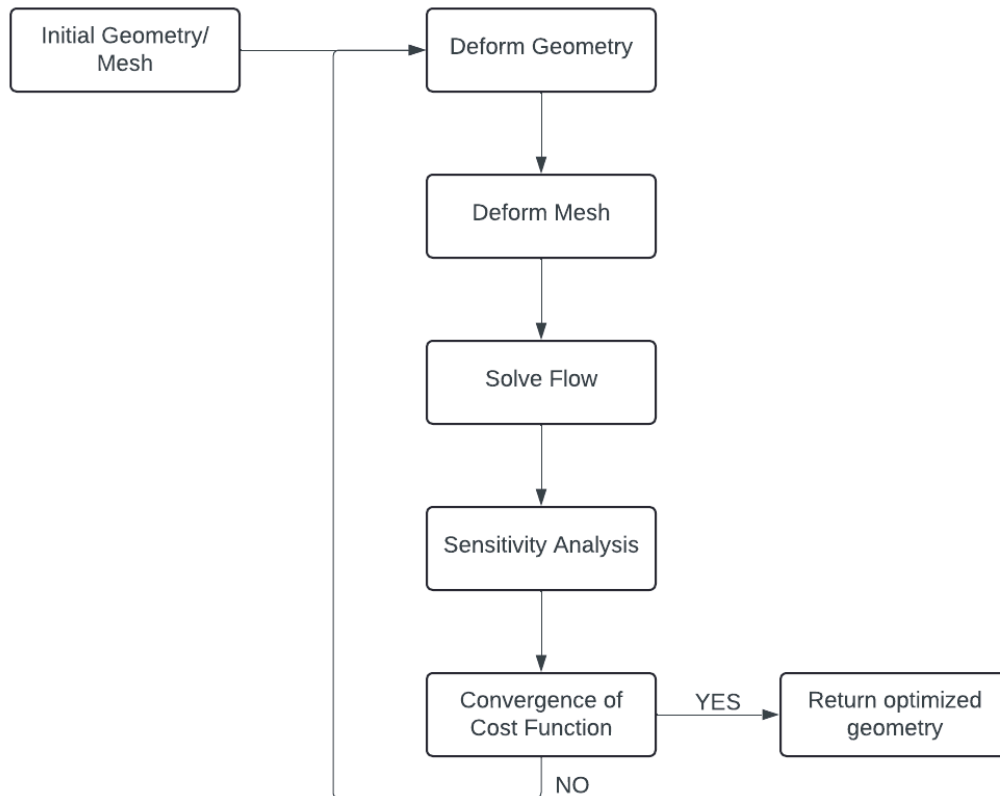 Initial Geometry/
Mesh
Deform Geometry
Deform Mesh
Solve Flow
Sensitivity Analysis
Convergence of
Cost Function
YES
Return optimized
geometry
NO